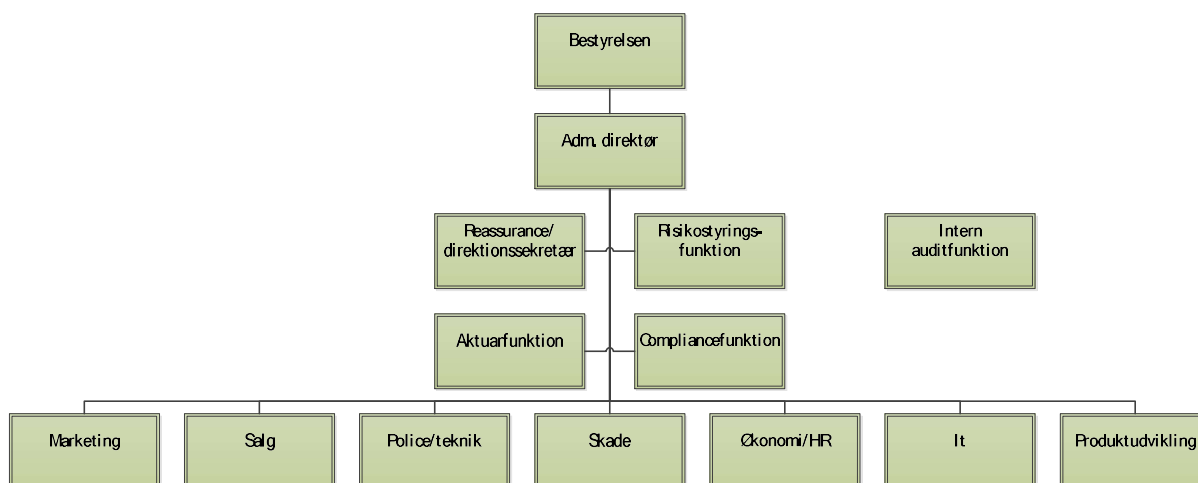 Bestyrelsen
Adm. direktør
Reassurance/
direktionssekretær
Risikostyrings-
funktion
Intern
auditfunktion
Aktuarfunktion
Compliancefunktion
Marketing
Salg
Police/teknik
Skade
Økonomi/HR
It
Produktudvikling